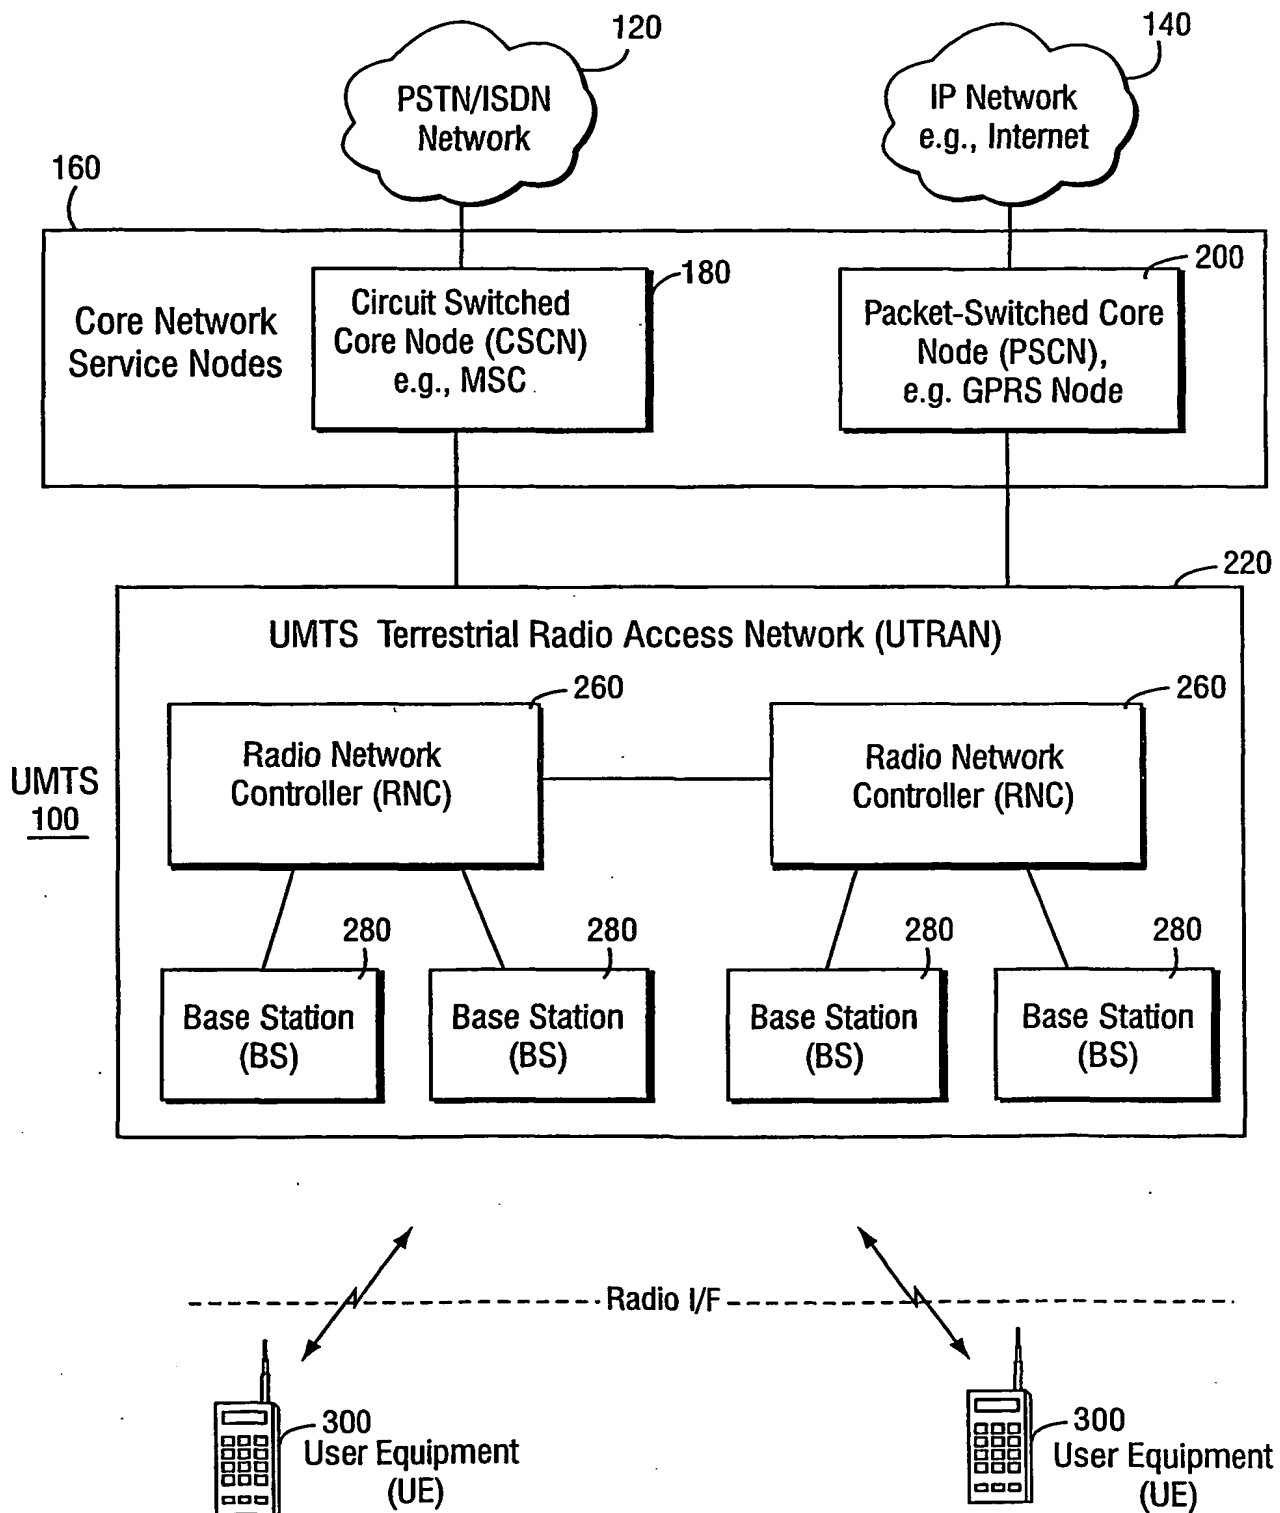 120
140
PSTN/ISDN
Network
IP Network
e.g., Internet
160
Core Network
Service Nodes
180
Circuit Switched
Core Node (CSCN)
e.g., MSC
200
Packet-Switched Core
Node (PSCN),
e.g. GPRS Node
220
UMTS Terrestrial Radio Access Network (UTRAN)
260
260
Radio Network
Controller (RNC)
Radio Network
Controller (RNC)
UMTS
100
280
280
280
280
Base Station
(BS)
Base Station
(BS)
Base Station
(BS)
Base Station
(BS)
Radio I/F
300
User Equipment
(UE)
300
User Equipment
(UE)